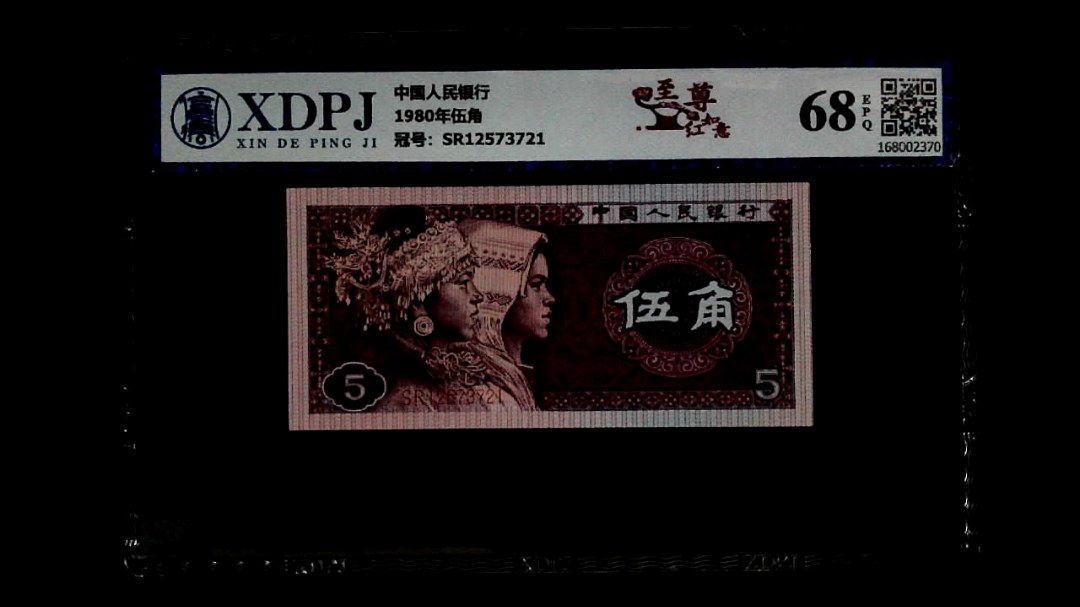 XDPJ
XIN DE PING JI
中国人民银行
1980年伍角
冠号: SR12573721
至尊
红如意
68
EPQ
168002370
中国人民银行
伍角
5
SR12573721
5